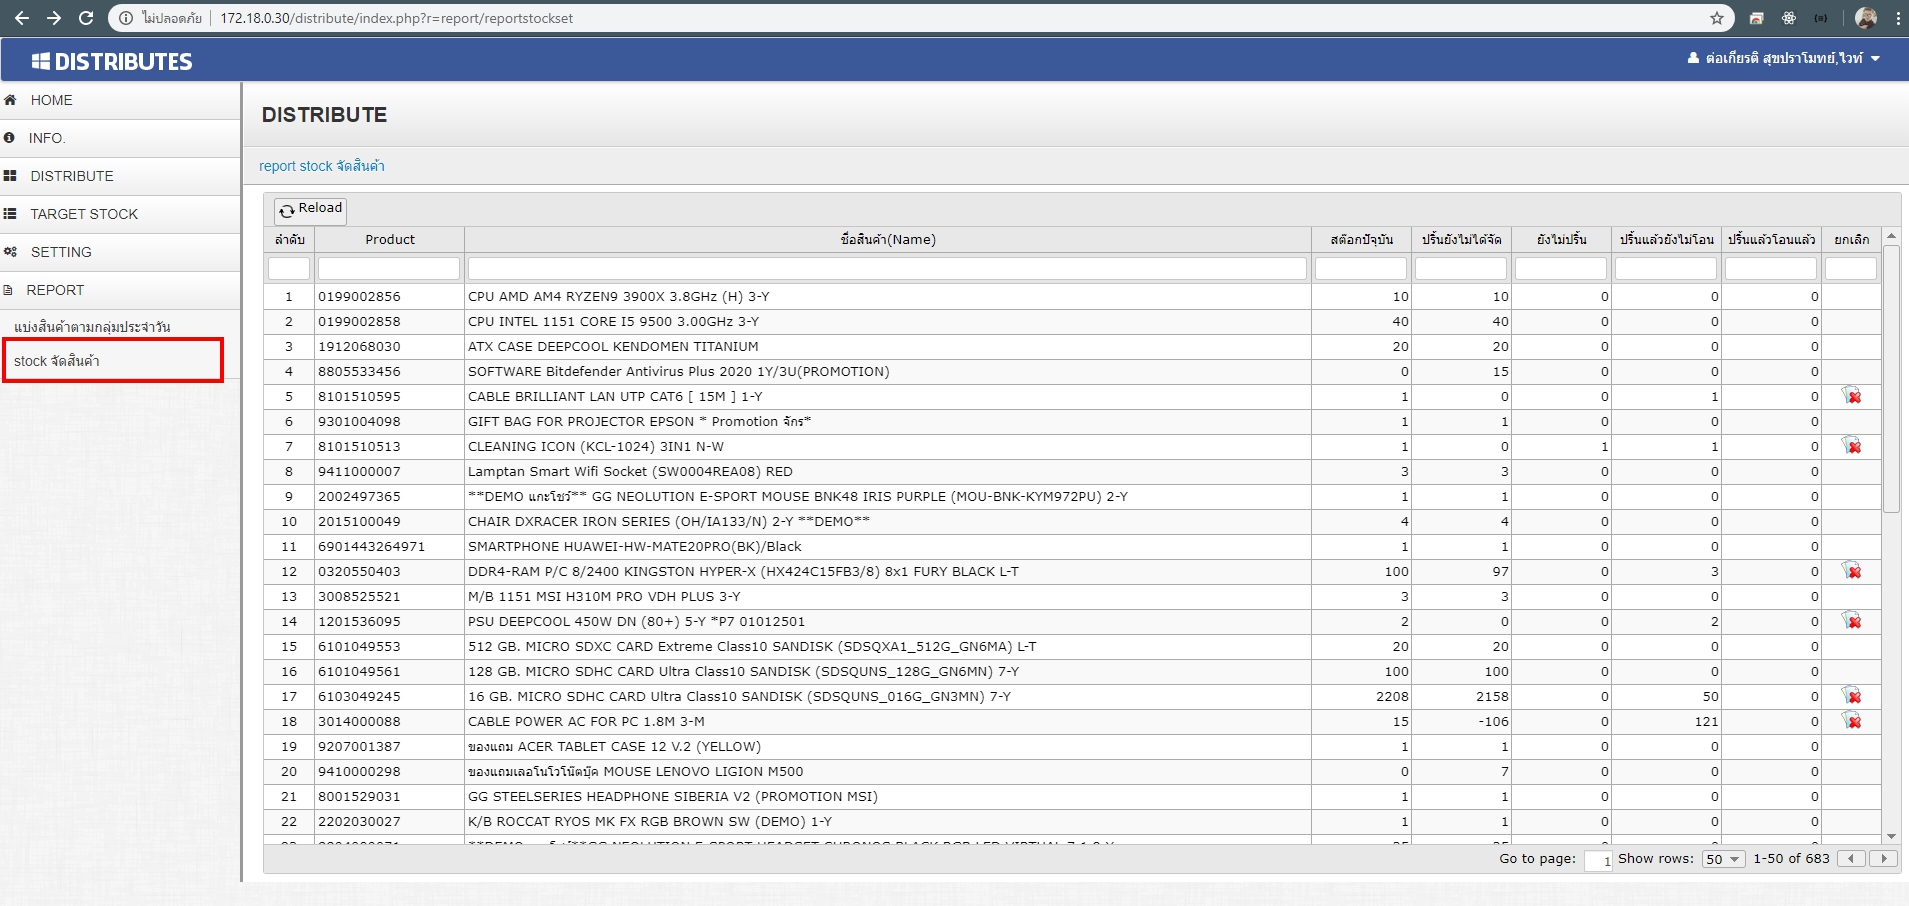 ไม่ปลอดภัย | 172.18.0.30/distribute/index.php?r=report/reportstockset
DISTRIBUTES
ต่อเกียรติ สุขปราโมทย์,ไวท์
HOME
INFO.
DISTRIBUTE
TARGET STOCK
SETTING
REPORT
แบ่งสินค้าตามกลุ่มประจำวัน
stock จัดสินค้า
DISTRIBUTE
report stock จัดสินค้า
Reload
ลำดับ Product ชื่อสินค้า(Name) สต๊อกปัจุบัน ปริ้นยังไม่ได้จัด ยังไม่ปริ้น ปริ้นแล้วยังไม่โอน ปริ้นแล้วโอนแล้ว ยกเลิก
1 0199002856 CPU AMD AM4 RYZEN9 3900X 3.8GHz (H) 3-Y 10 10 0 0 0
2 0199002858 CPU INTEL 1151 CORE I5 9500 3.00GHz 3-Y 40 40 0 0 0
3 1912068030 ATX CASE DEEPCOOL KENDOMEN TITANIUM 20 20 0 0 0
4 8805533456 SOFTWARE Bitdefender Antivirus Plus 2020 1Y/3U(PROMOTION) 0 15 0 0 0
5 8101510595 CABLE BRILLIANT LAN UTP CAT6 [ 15M ] 1-Y 1 0 0 1 0
6 9301004098 GIFT BAG FOR PROJECTOR EPSON * Promotion จักร* 1 1 0 0 0
7 8101510513 CLEANING ICON (KCL-1024) 3IN1 N-W 1 0 1 1 0
8 9411000007 Lamptan Smart Wifi Socket (SW0004REA08) RED 3 3 0 0 0
9 2002497365 **DEMO แกะโชว์** GG NEOLUTION E-SPORT MOUSE BNK48 IRIS PURPLE (MOU-BNK-KYM972PU) 2-Y 1 1 0 0 0
10 2015100049 CHAIR DXRACER IRON SERIES (OH/IA133/N) 2-Y **DEMO** 4 4 0 0 0
11 6901443264971 SMARTPHONE HUAWEI-HW-MATE20PRO(BK)/Black 1 1 0 0 0
12 0320550403 DDR4-RAM P/C 8/2400 KINGSTON HYPER-X (HX424C15FB3/8) 8x1 FURY BLACK L-T 100 97 0 3 0
13 3008525521 M/B 1151 MSI H310M PRO VDH PLUS 3-Y 3 3 0 0 0
14 1201536095 PSU DEEPCOOL 450W DN (80+) 5-Y *P7 01012501 2 0 0 2 0
15 6101049553 512 GB. MICRO SDXC CARD Extreme Class10 SANDISK (SDSQXA1_512G_GN6MA) L-T 20 20 0 0 0
16 6101049561 128 GB. MICRO SDHC CARD Ultra Class10 SANDISK (SDSQUNS_128G_GN6MN) 7-Y 100 100 0 0 0
17 6103049245 16 GB. MICRO SDHC CARD Ultra Class10 SANDISK (SDSQUNS_016G_GN3MN) 7-Y 2208 2158 0 50 0
18 3014000088 CABLE POWER AC FOR PC 1.8M 3-M 15 -106 0 121 0
19 9207001387 ของแถม ACER TABLET CASE 12 V.2 (YELLOW) 1 1 0 0 0
20 9410000298 ของแถมเลอโนโวโน๊ตบุ๊ค MOUSE LENOVO LIGION M500 0 7 0 0 0
21 8001529031 GG STEELSERIES HEADPHONE SIBERIA V2 (PROMOTION MSI) 1 1 0 0 0
22 2202030027 K/B ROCCAT RYOS MK FX RGB BROWN SW (DEMO) 1-Y 1 1 0 0 0
Go to page: 1 Show rows: 50 1-50 of 683